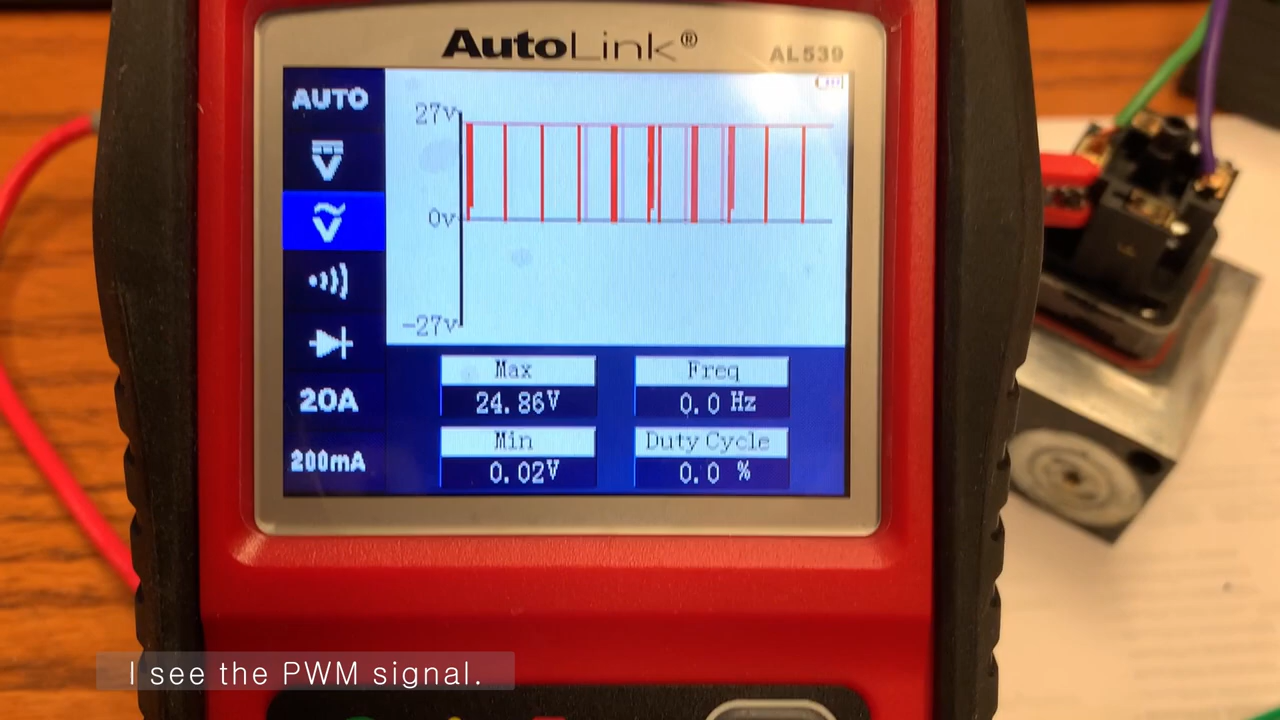 AutoLink®
AL539
AUTO
V
V
20A
200mA
27v
0v
-27v
Max
24.86V
Freq
0.0 Hz
Min
0.02V
Duty Cycle
0.0 %
I see the PWM signal.